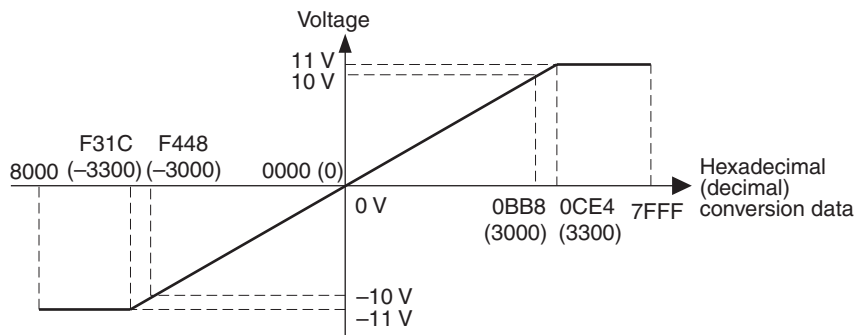 Voltage
11 V
10 V
F31C F448
8000 (–3300) (–3000) 0000 (0)
Hexadecimal
(decimal)
conversion data
0 V 0BB8 0CE4 7FFF
(3000) (3300)
–10 V
–11 V